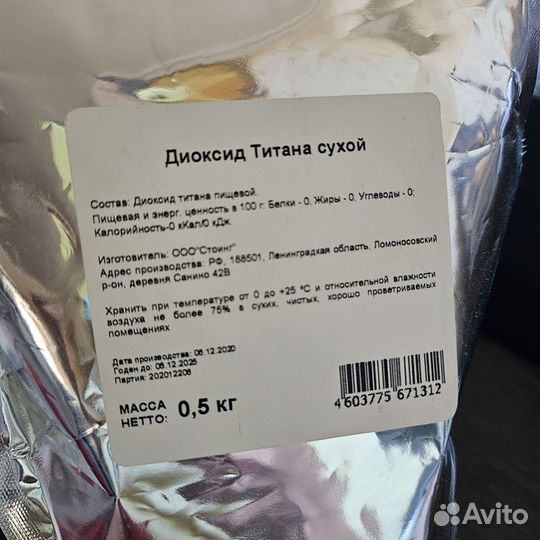 Диоксид Титана сухой
Состав: Диоксид титана пищевой.
Пищевая и энерг. ценность в 100 г: Белки - 0, Жиры - 0, Углеводы - 0;
Калорийность-0 кКал/0 кДж.
Изготовитель: ООО"Стоинг"
Адрес производства: РФ, 188501, Ленинградская область, Ломоносовский
р-он, деревня Санино 42В
Хранить при температуре от 0 до +25 °С и относительной влажности
воздуха не более 75% в сухих, чистых, хорошо проветриваемых
помещениях
Дата производства: 08.12.2020
Годен до: 08.12.2025
Партия: 202012208
МАССА
НЕТТО: 0,5 кг
4 603775 671312
Avito